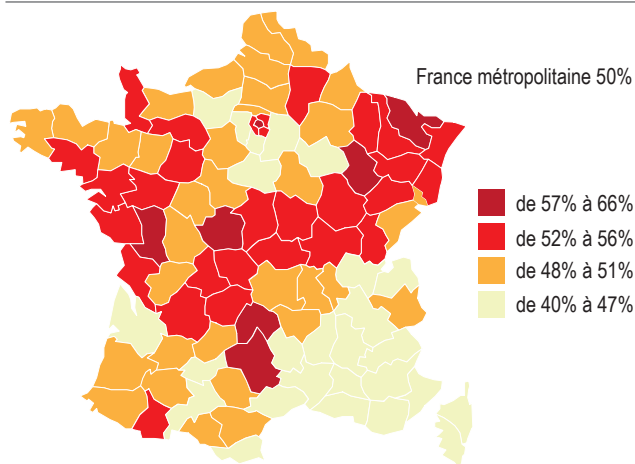 France métropolitaine 50%
de 57% à 66%
de 52% à 56%
de 48% à 51%
de 40% à 47%